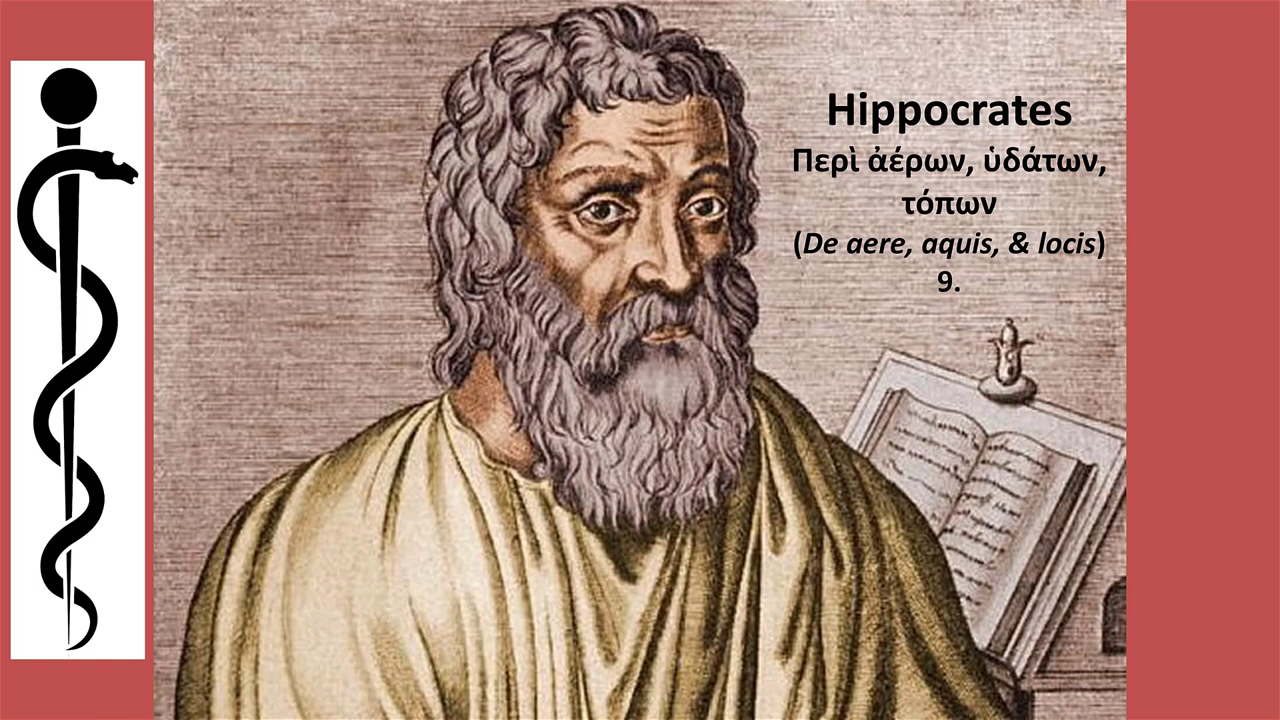 Hippocrates
Περὶ ἀέρων, ὑδάτων,
τόπων
(De aere, aquis, & locis)
9.